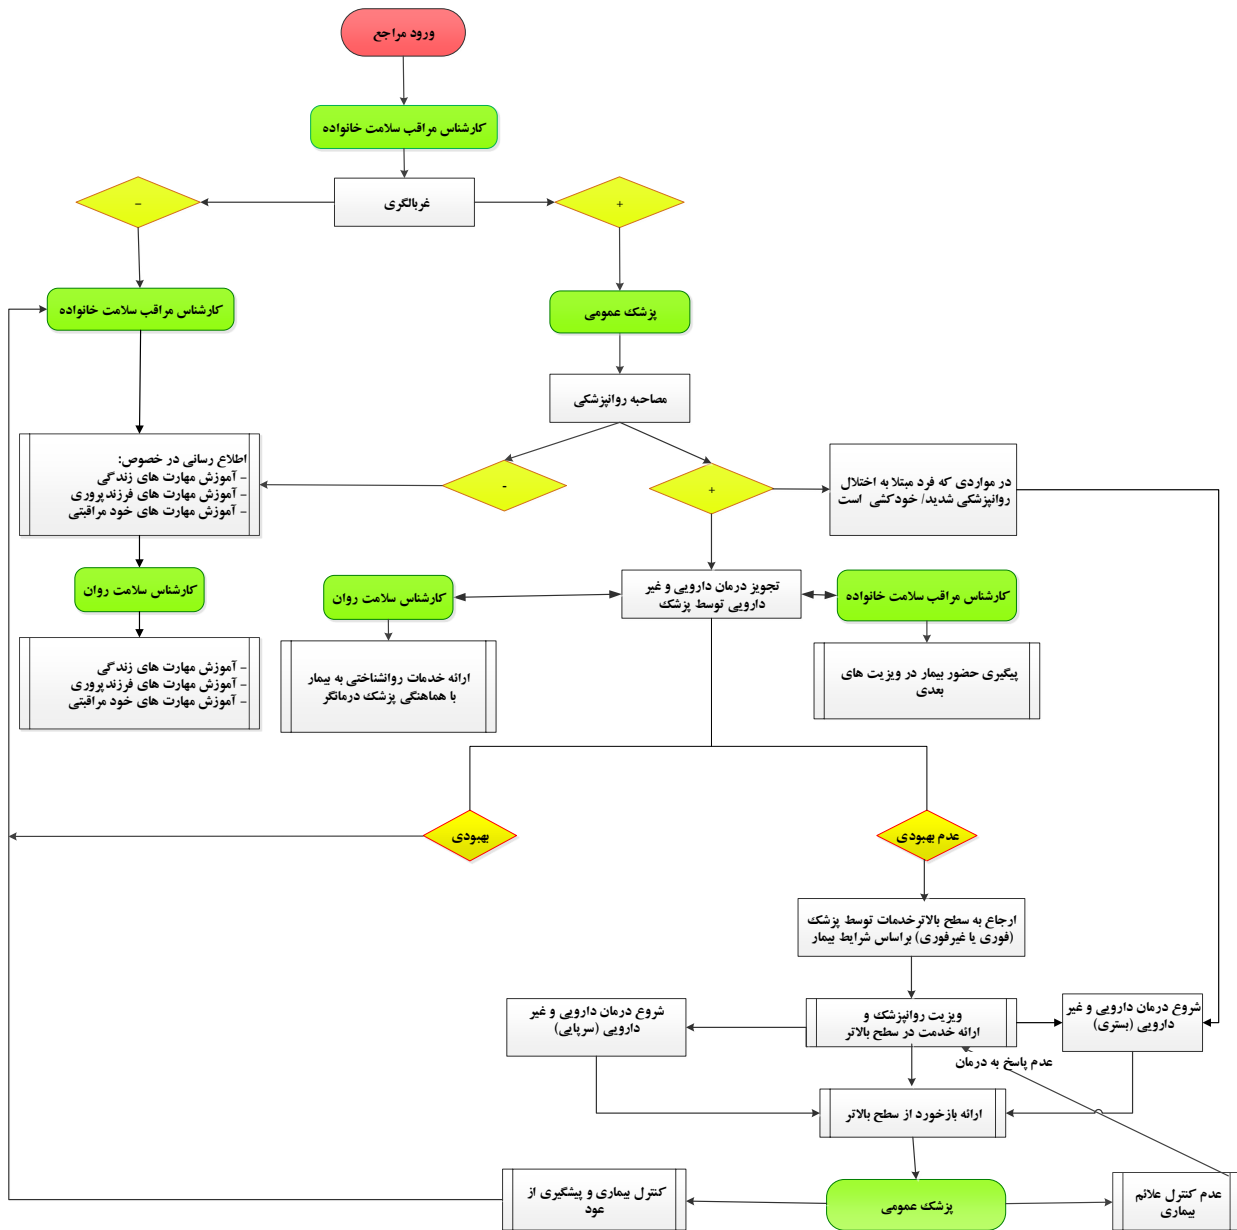 ورود مراجع
کارشناس مراقب سلامت خانواده
غربالگری
-
+
کارشناس مراقب سلامت خانواده
پزشک عمومی
مصاحبه روانپزشکی
اطلاع رسانی در خصوص:
- آموزش مهارت های زندگی
- آموزش مهارت های فرزندپروری
- آموزش مهارت های خود مراقبتی
-
+
در مواردی که فرد مبتلا به اختلال
روانپزشکی شدید/ خودکشی است
کارشناس سلامت روان
کارشناس سلامت روان
تجویز درمان دارویی و غیر
دارویی توسط پزشک
کارشناس مراقب سلامت خانواده
- آموزش مهارت های زندگی
- آموزش مهارت های فرزندپروری
- آموزش مهارت های خود مراقبتی
ارائه خدمات روانشناختی به بیمار
با هماهنگی پزشک درمانگر
پیگیری حضور بیمار در ویزیت های
بعدی
بهبودی
عدم بهبودی
ارجاع به سطح بالاترخدمات توسط پزشک
(فوری یا غیرفوری) براساس شرایط بیمار
شروع درمان دارویی و غیر
دارویی (سرپایی)
ویزیت روانپزشک و
ارائه خدمت در سطح بالاتر
شروع درمان دارویی و غیر
دارویی (بستری)
عدم پاسخ به درمان
ارائه بازخورد از سطح بالاتر
کنترل بیماری و پیشگیری از
عود
پزشک عمومی
عدم کنترل علائم
بیماری